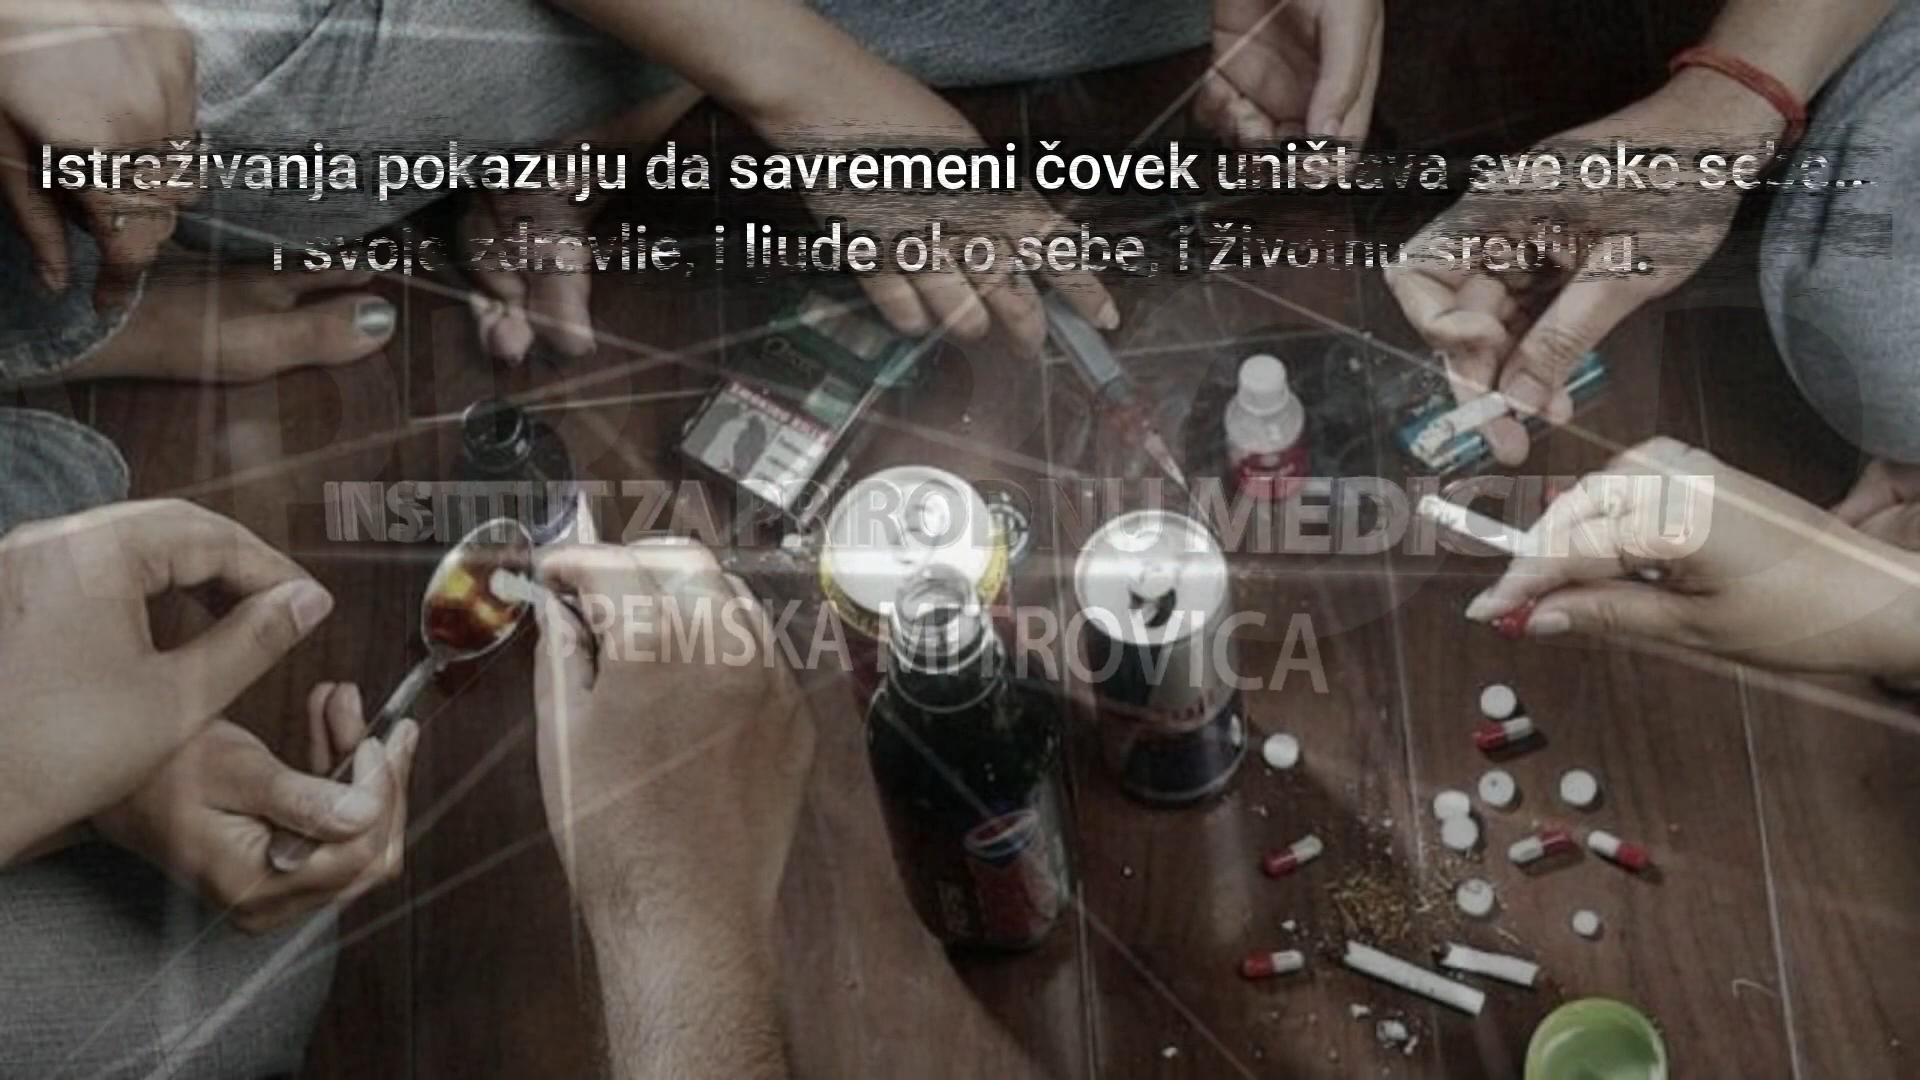 Istraživanja pokazuju da savremeni čovek uništava sve oko sebe...
i svoje zdravlje, i ljude oko sebe, i životnu sredinu.
INSTITUT ZA PRIRODNU MEDICINU
SREMSKA MITROVICA